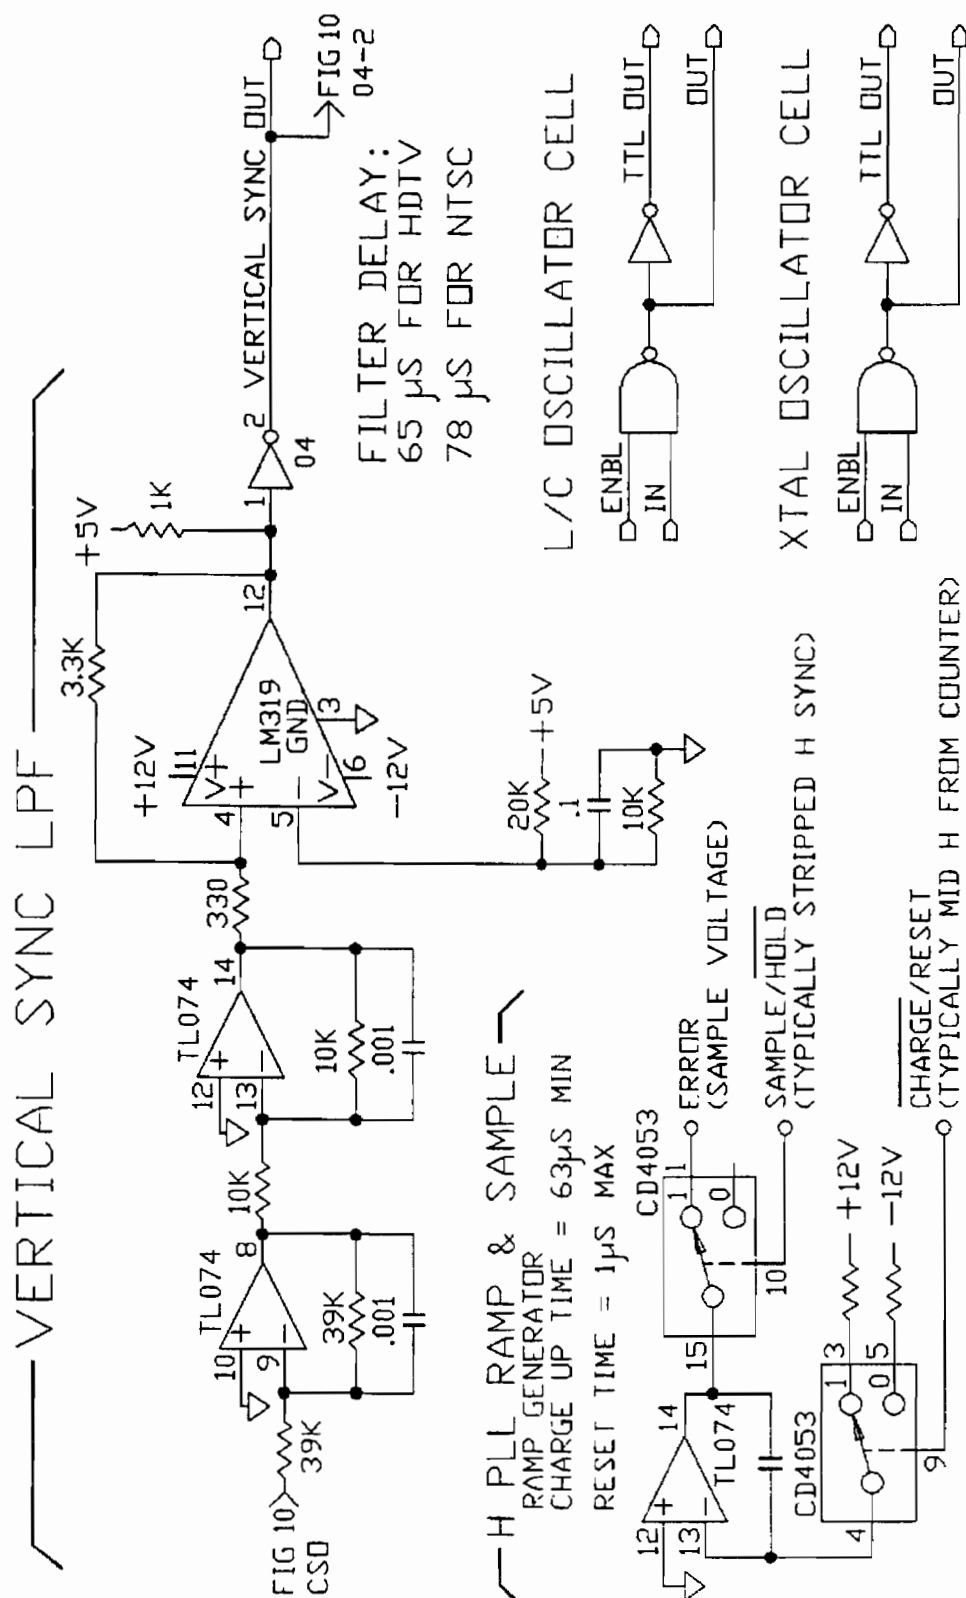 VERTICAL SYNC LPF
FIG 10
CSO
39K
9
10
+
-
TL074
8
39K
.001
10K
12
13
+
-
TL074
14
10K
.001
330
3.3K
+12V
11
4
5
V+
+
-
V-
LM319
GND
3
6
-12V
12
20K
+5V
.1
10K
+5V
1K
1
2
04
VERTICAL SYNC OUT
FIG 10
04-2
FILTER DELAY:
65 µS FOR HDTV
78 µS FOR NTSC
H PLL RAMP & SAMPLE
RAMP GENERATOR
CHARGE UP TIME = 63µS MIN
RESET TIME = 1µS MAX
12
13
+
-
14
TL074
15
CD4053
1
0
1
10
ERROR
(SAMPLE VOLTAGE)
SAMPLE/HOLD
(TYPICALLY STRIPPED H SYNC)
CD4053
4
1
0
3
5
+12V
-12V
9
CHARGE/RESET
(TYPICALLY MID H FROM COUNTER)
L/C OSCILLATOR CELL
ENBL
IN
TTL OUT
OUT
XTAL OSCILLATOR CELL
ENBL
IN
TTL OUT
OUT